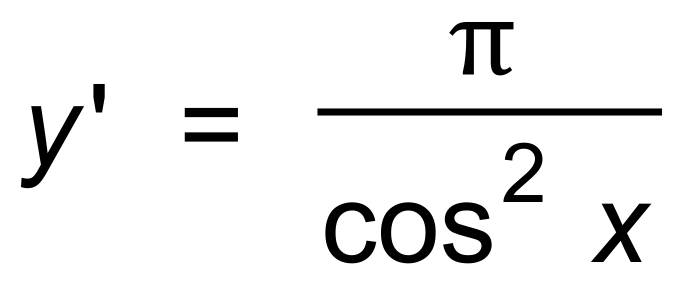 y' = π / cos² x